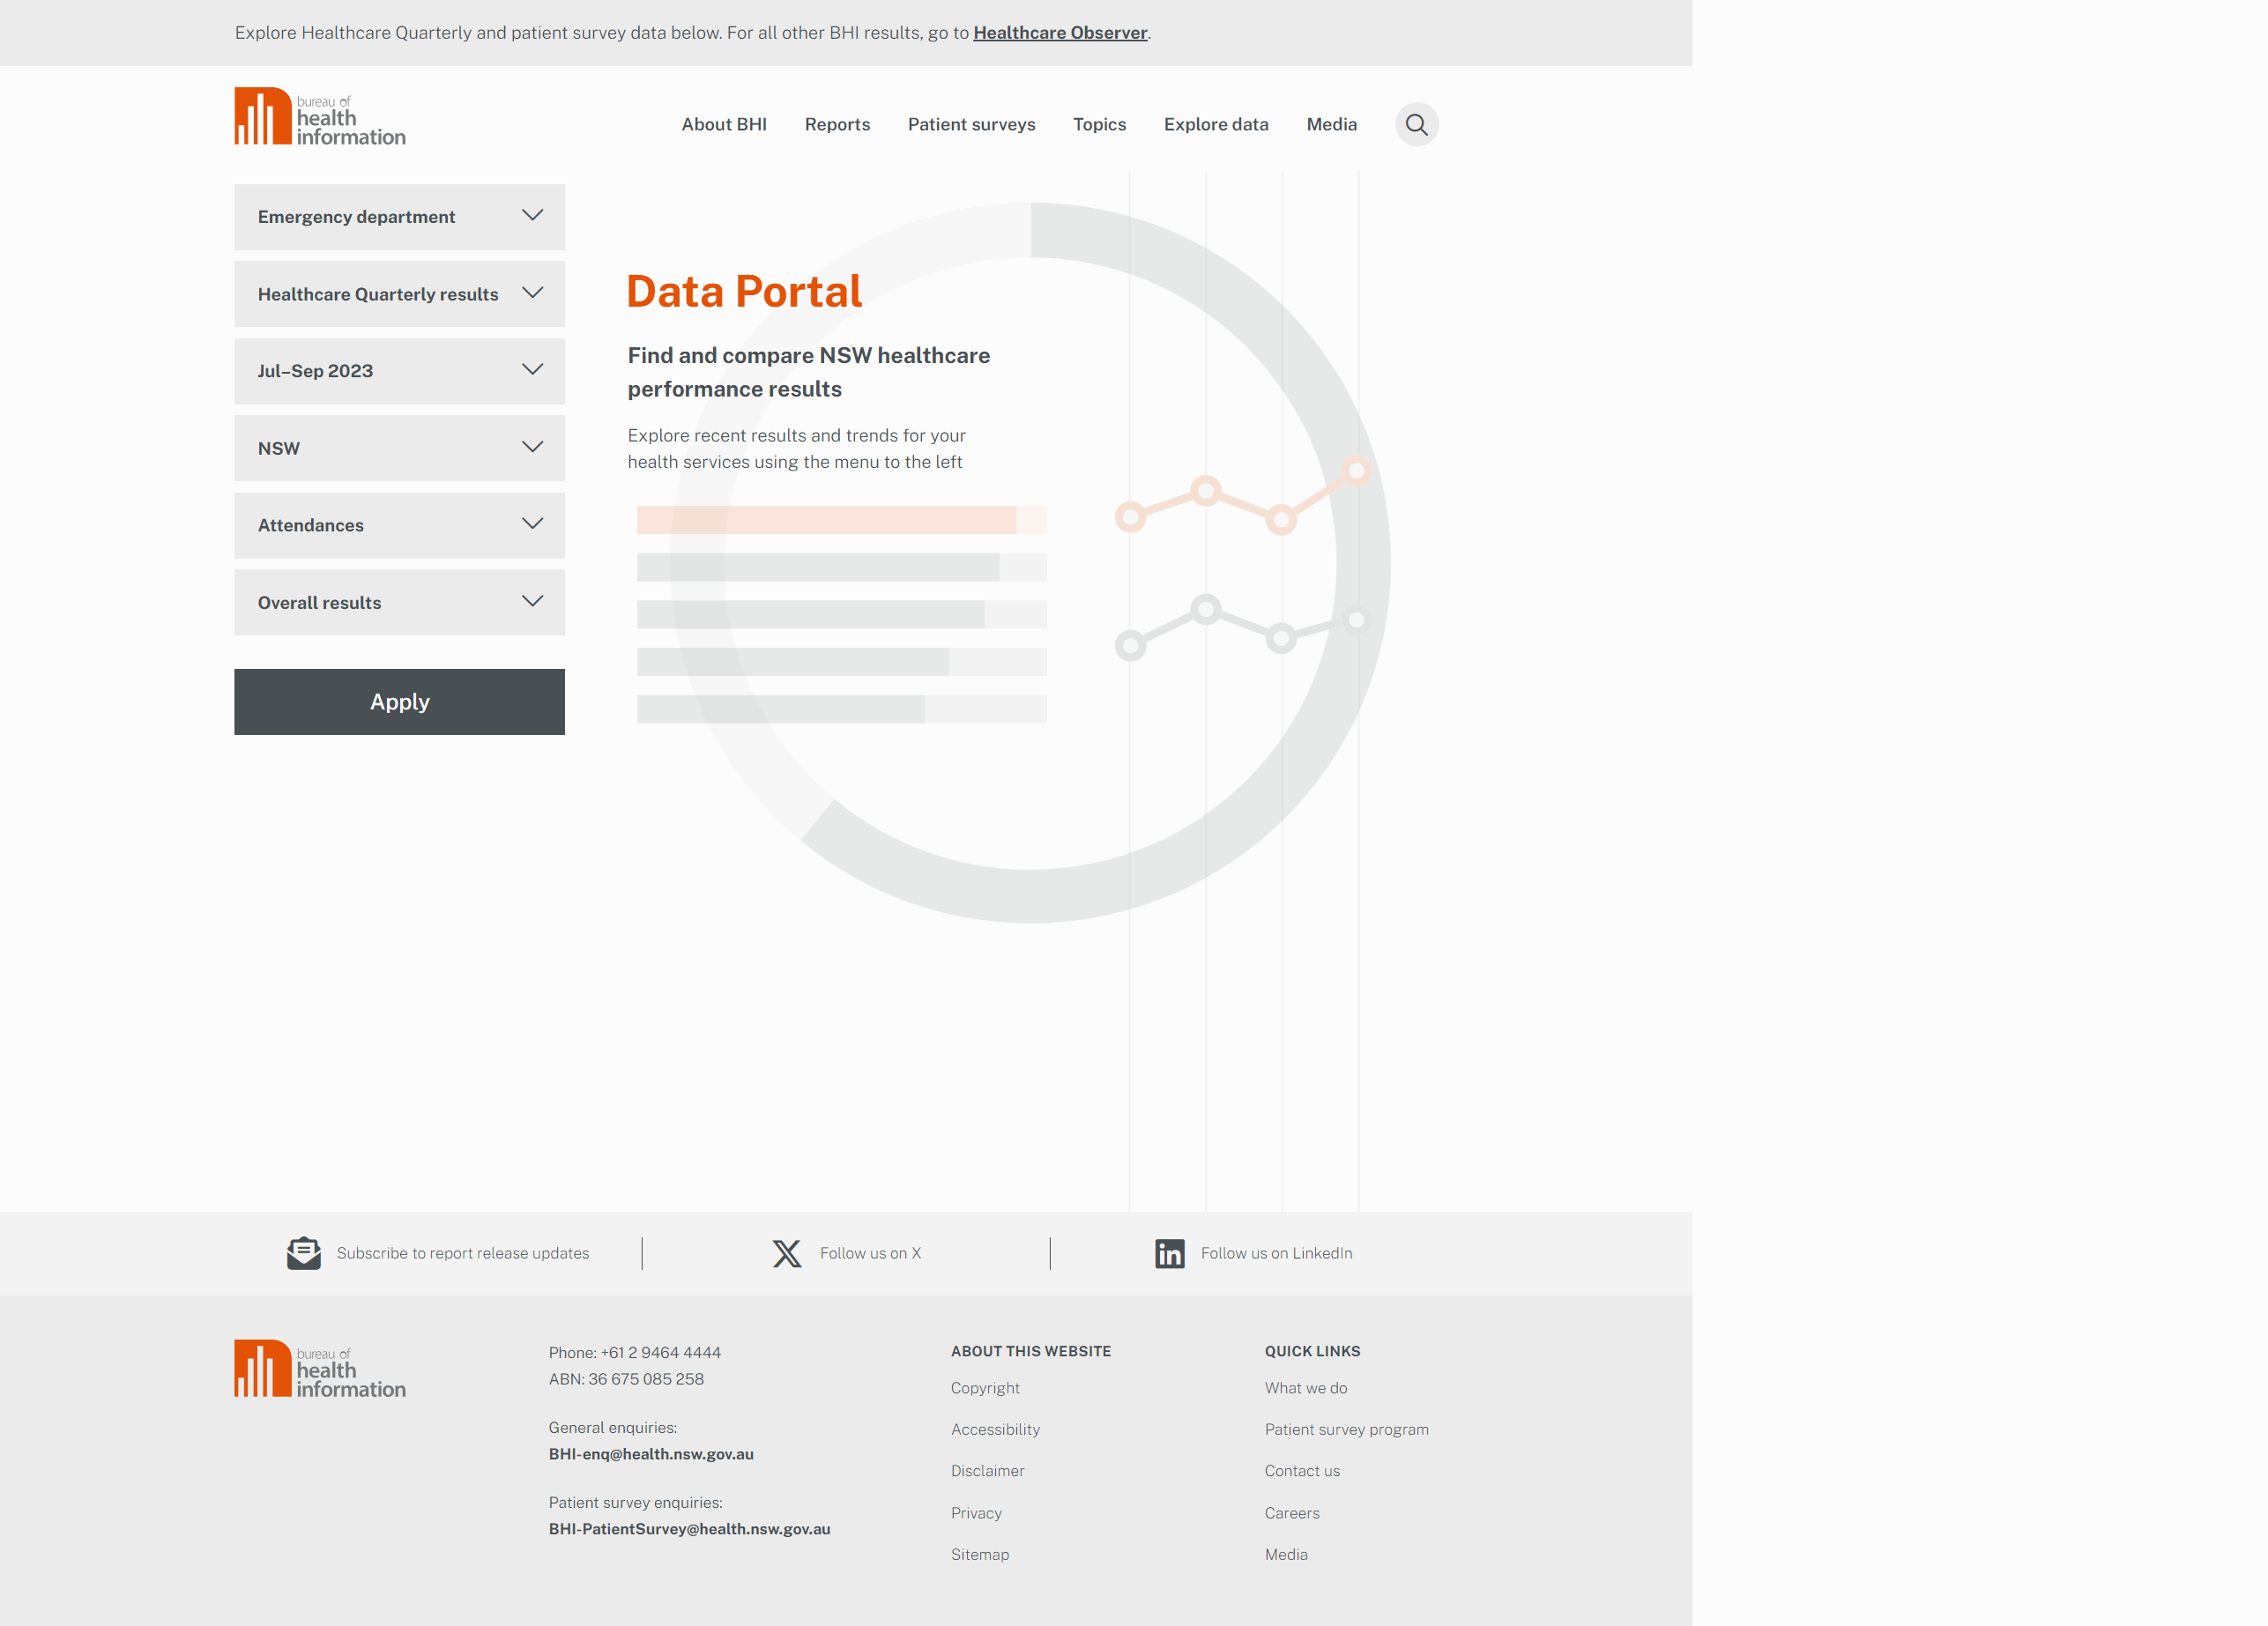 Explore Healthcare Quarterly and patient survey data below. For all other BHI results, go to Healthcare Observer.
bureau of
health
information
About BHI
Reports
Patient surveys
Topics
Explore data
Media
Emergency department
Healthcare Quarterly results
Jul–Sep 2023
NSW
Attendances
Overall results
Apply
Data Portal
Find and compare NSW healthcare
performance results
Explore recent results and trends for your
health services using the menu to the left
Subscribe to report release updates
Follow us on X
Follow us on LinkedIn
bureau of
health
information
Phone: +61 2 9464 4444
ABN: 36 675 085 258
General enquiries:
BHI-enq@health.nsw.gov.au
Patient survey enquiries:
BHI-PatientSurvey@health.nsw.gov.au
ABOUT THIS WEBSITE
Copyright
Accessibility
Disclaimer
Privacy
Sitemap
QUICK LINKS
What we do
Patient survey program
Contact us
Careers
Media